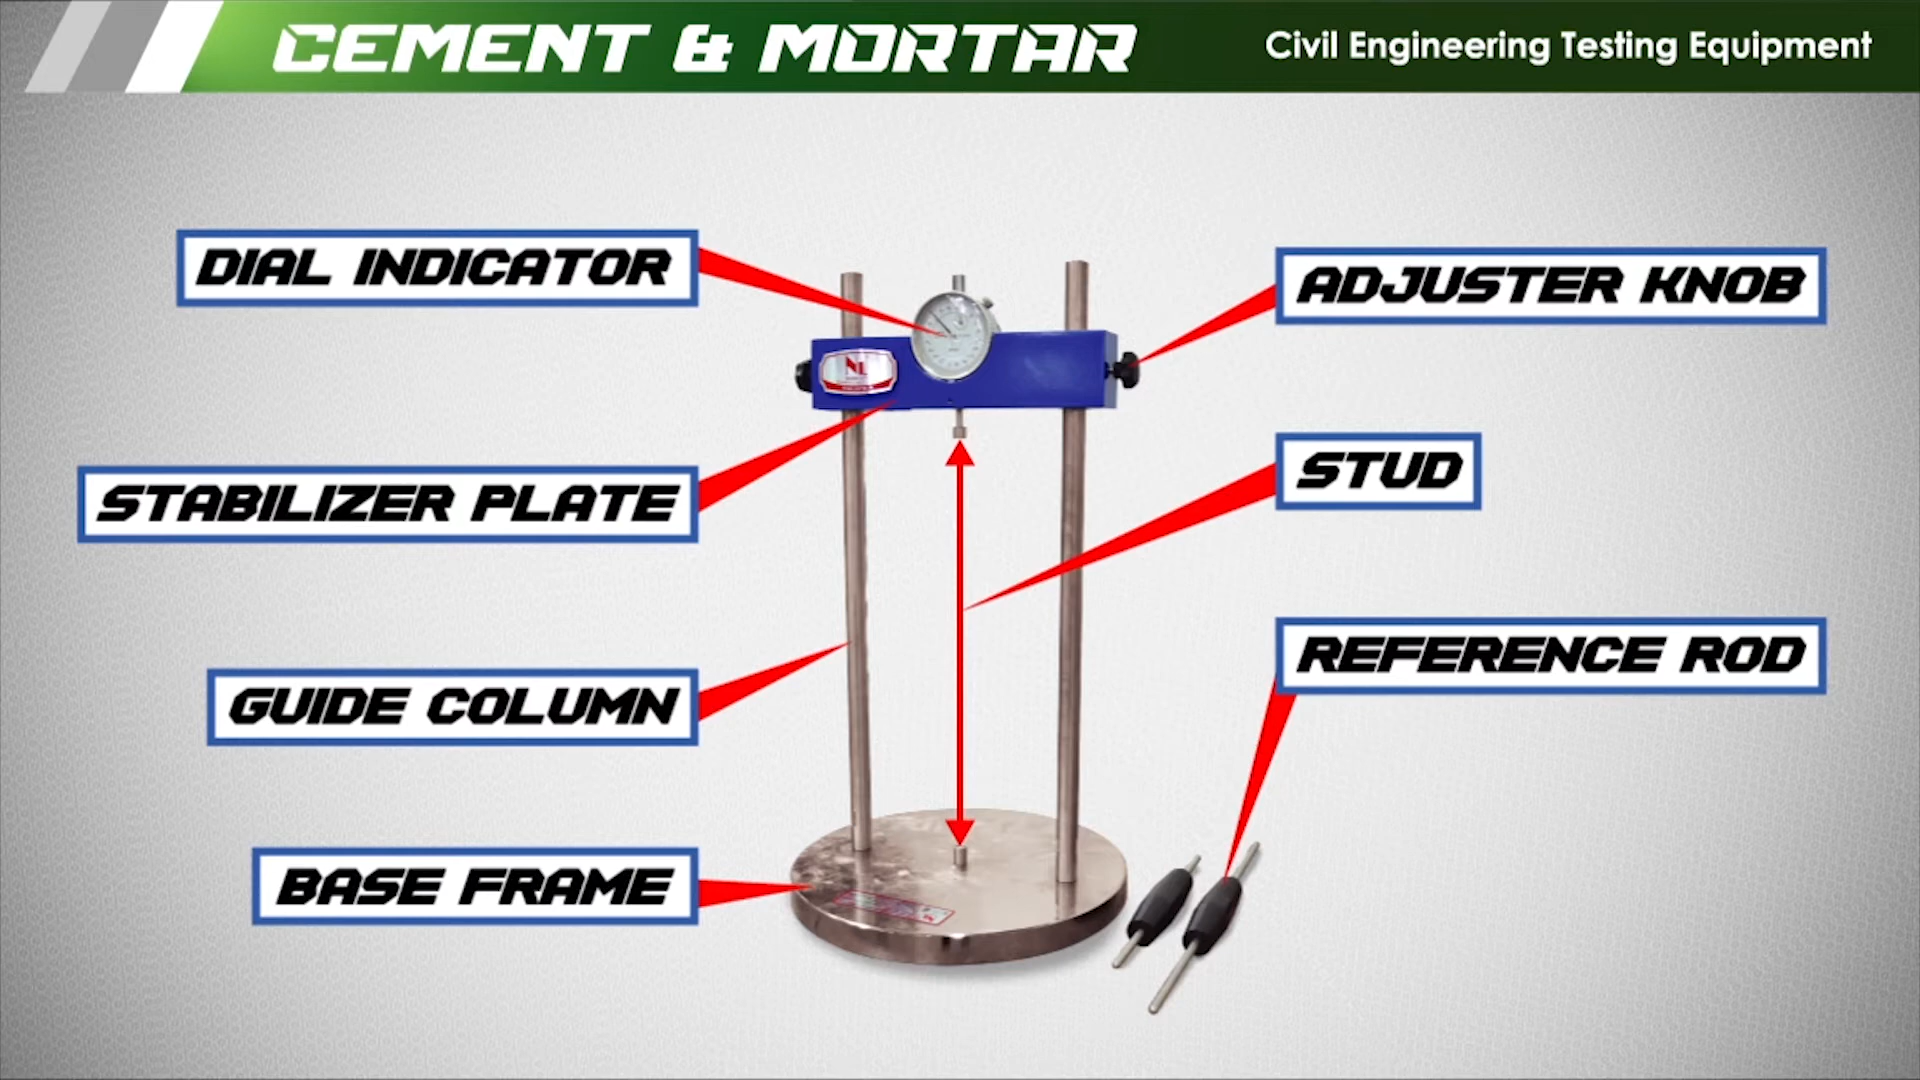 CEMENT & MORTAR
Civil Engineering Testing Equipment
DIAL INDICATOR
ADJUSTER KNOB
NL
STABILIZER PLATE
STUD
REFERENCE ROD
GUIDE COLUMN
BASE FRAME